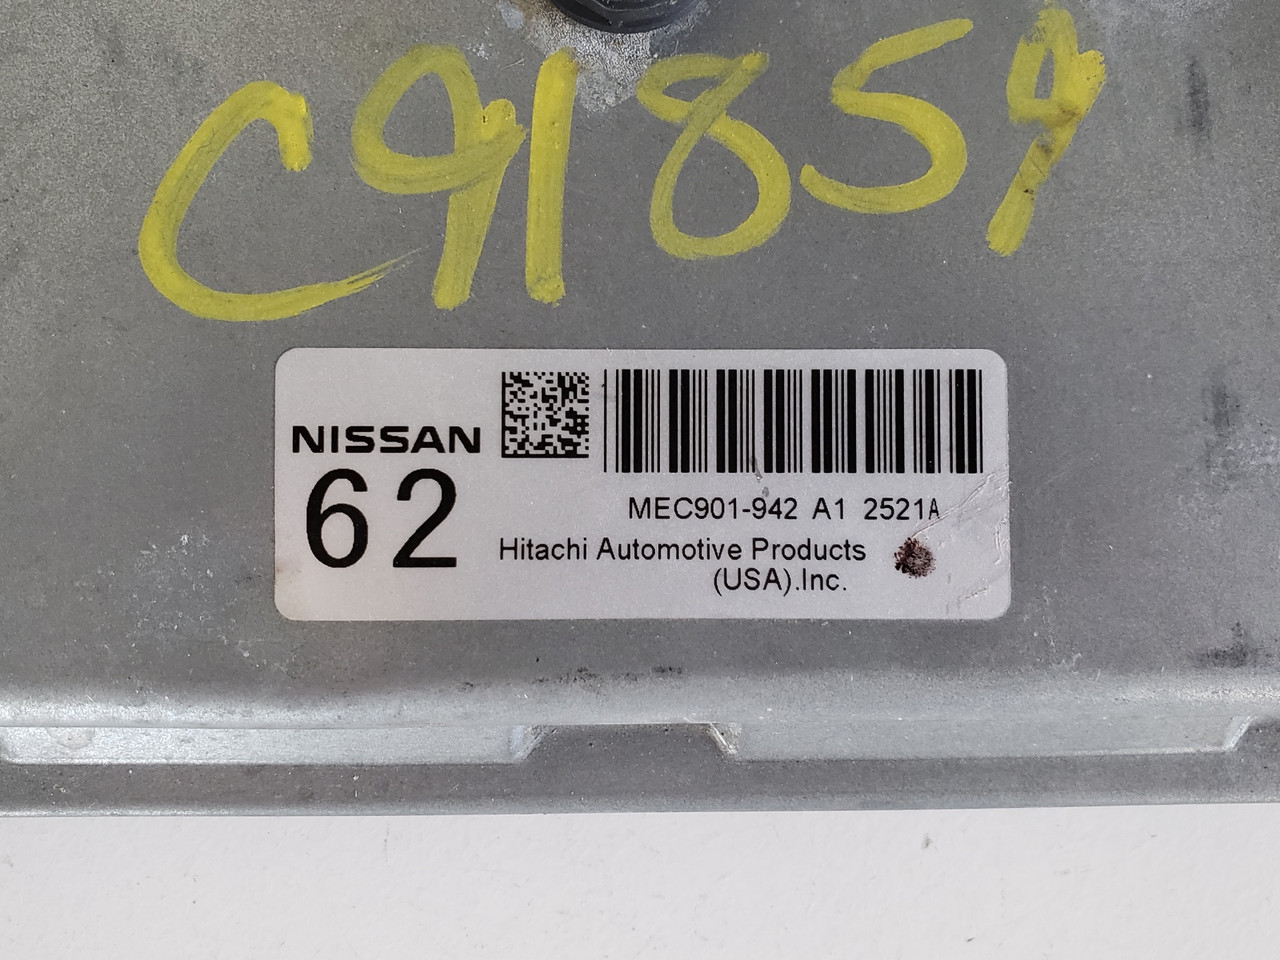 C91859
NISSAN
62
MEC901-942 A1 2521A
Hitachi Automotive Products
(USA).Inc.